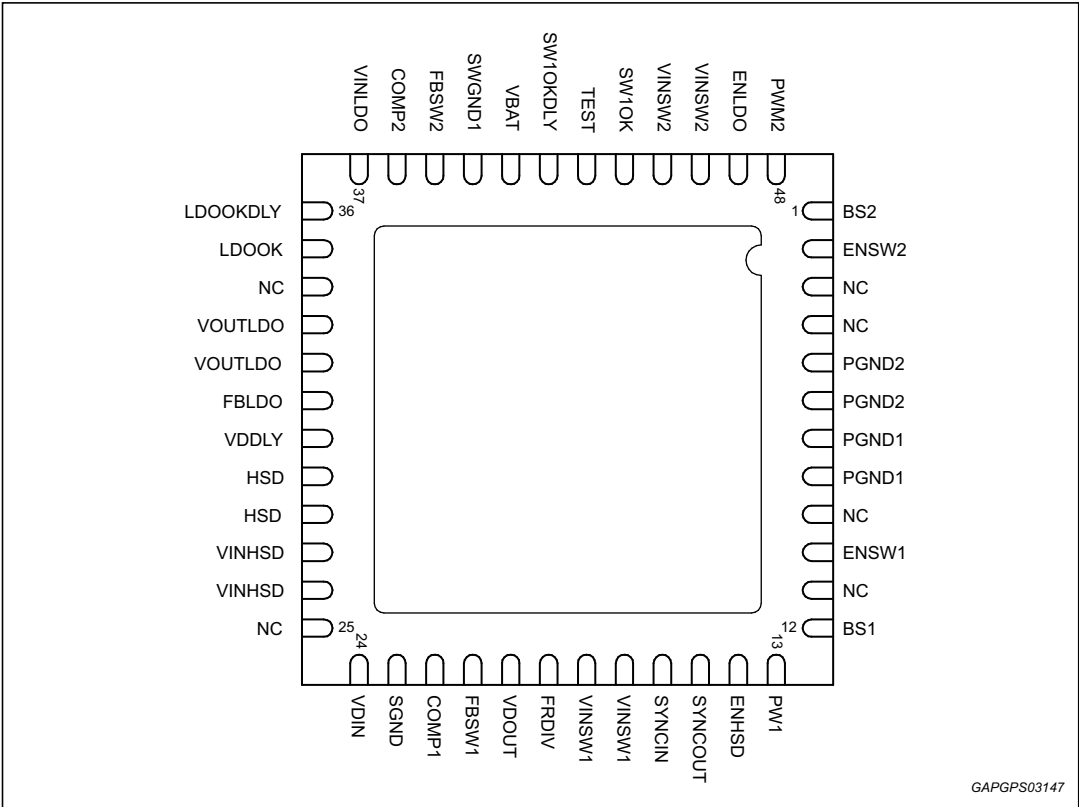 VINLDO
COMP2
FBSW2
SWGND1
VBAT
SW1OKDLY
TEST
SW1OK
VINSW2
VINSW2
ENLDO
PWM2
37
48
LDOOKDLY 36
LDOOK
NC
VOUTLDO
VOUTLDO
FBLDO
VDDLY
HSD
HSD
VINHSD
VINHSD
NC 25
1 BS2
ENSW2
NC
NC
PGND2
PGND2
PGND1
PGND1
NC
ENSW1
NC
12 BS1
24
13
VDIN
SGND
COMP1
FBSW1
VDOUT
FRDIV
VINSW1
VINSW1
SYNCIN
SYNCOUT
ENHSD
PW1
GAPGPS03147